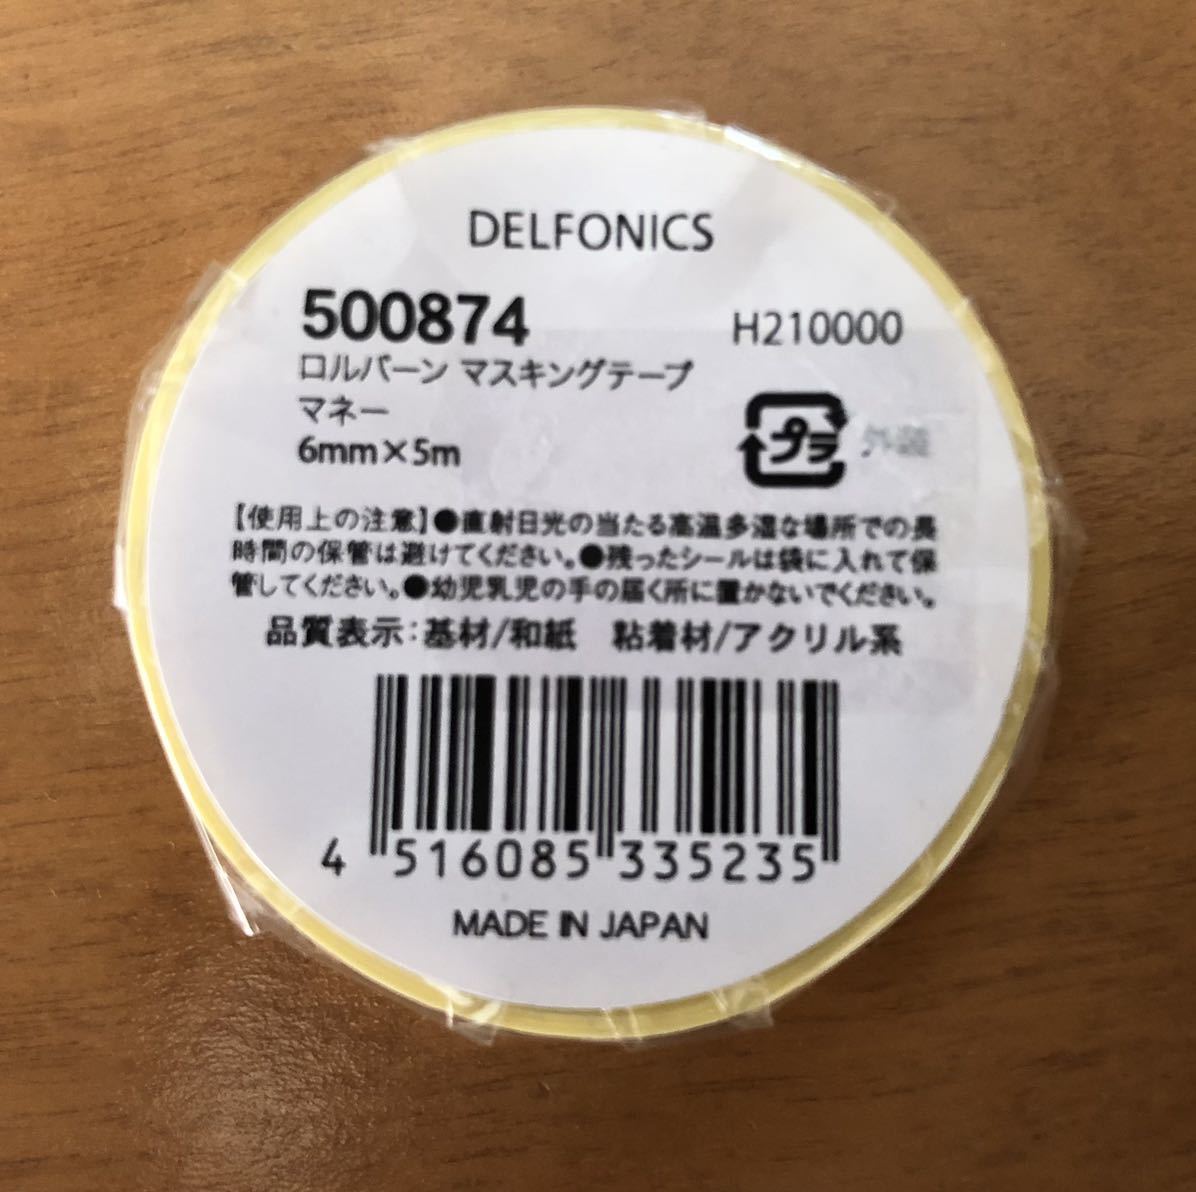 DELFONICS
500874
H210000
ロルバーン マスキングテープ
マネー
6mm×5m
プラ
外装
【使用上の注意】●直射日光の当たる高温多湿な場所での長
時間の保管は避けてください。●残ったシールは袋に入れて保
管してください。●幼児乳児の手の届く所に置かないでください。
品質表示:基材/和紙 粘着材/アクリル系
4 516085 335235
MADE IN JAPAN